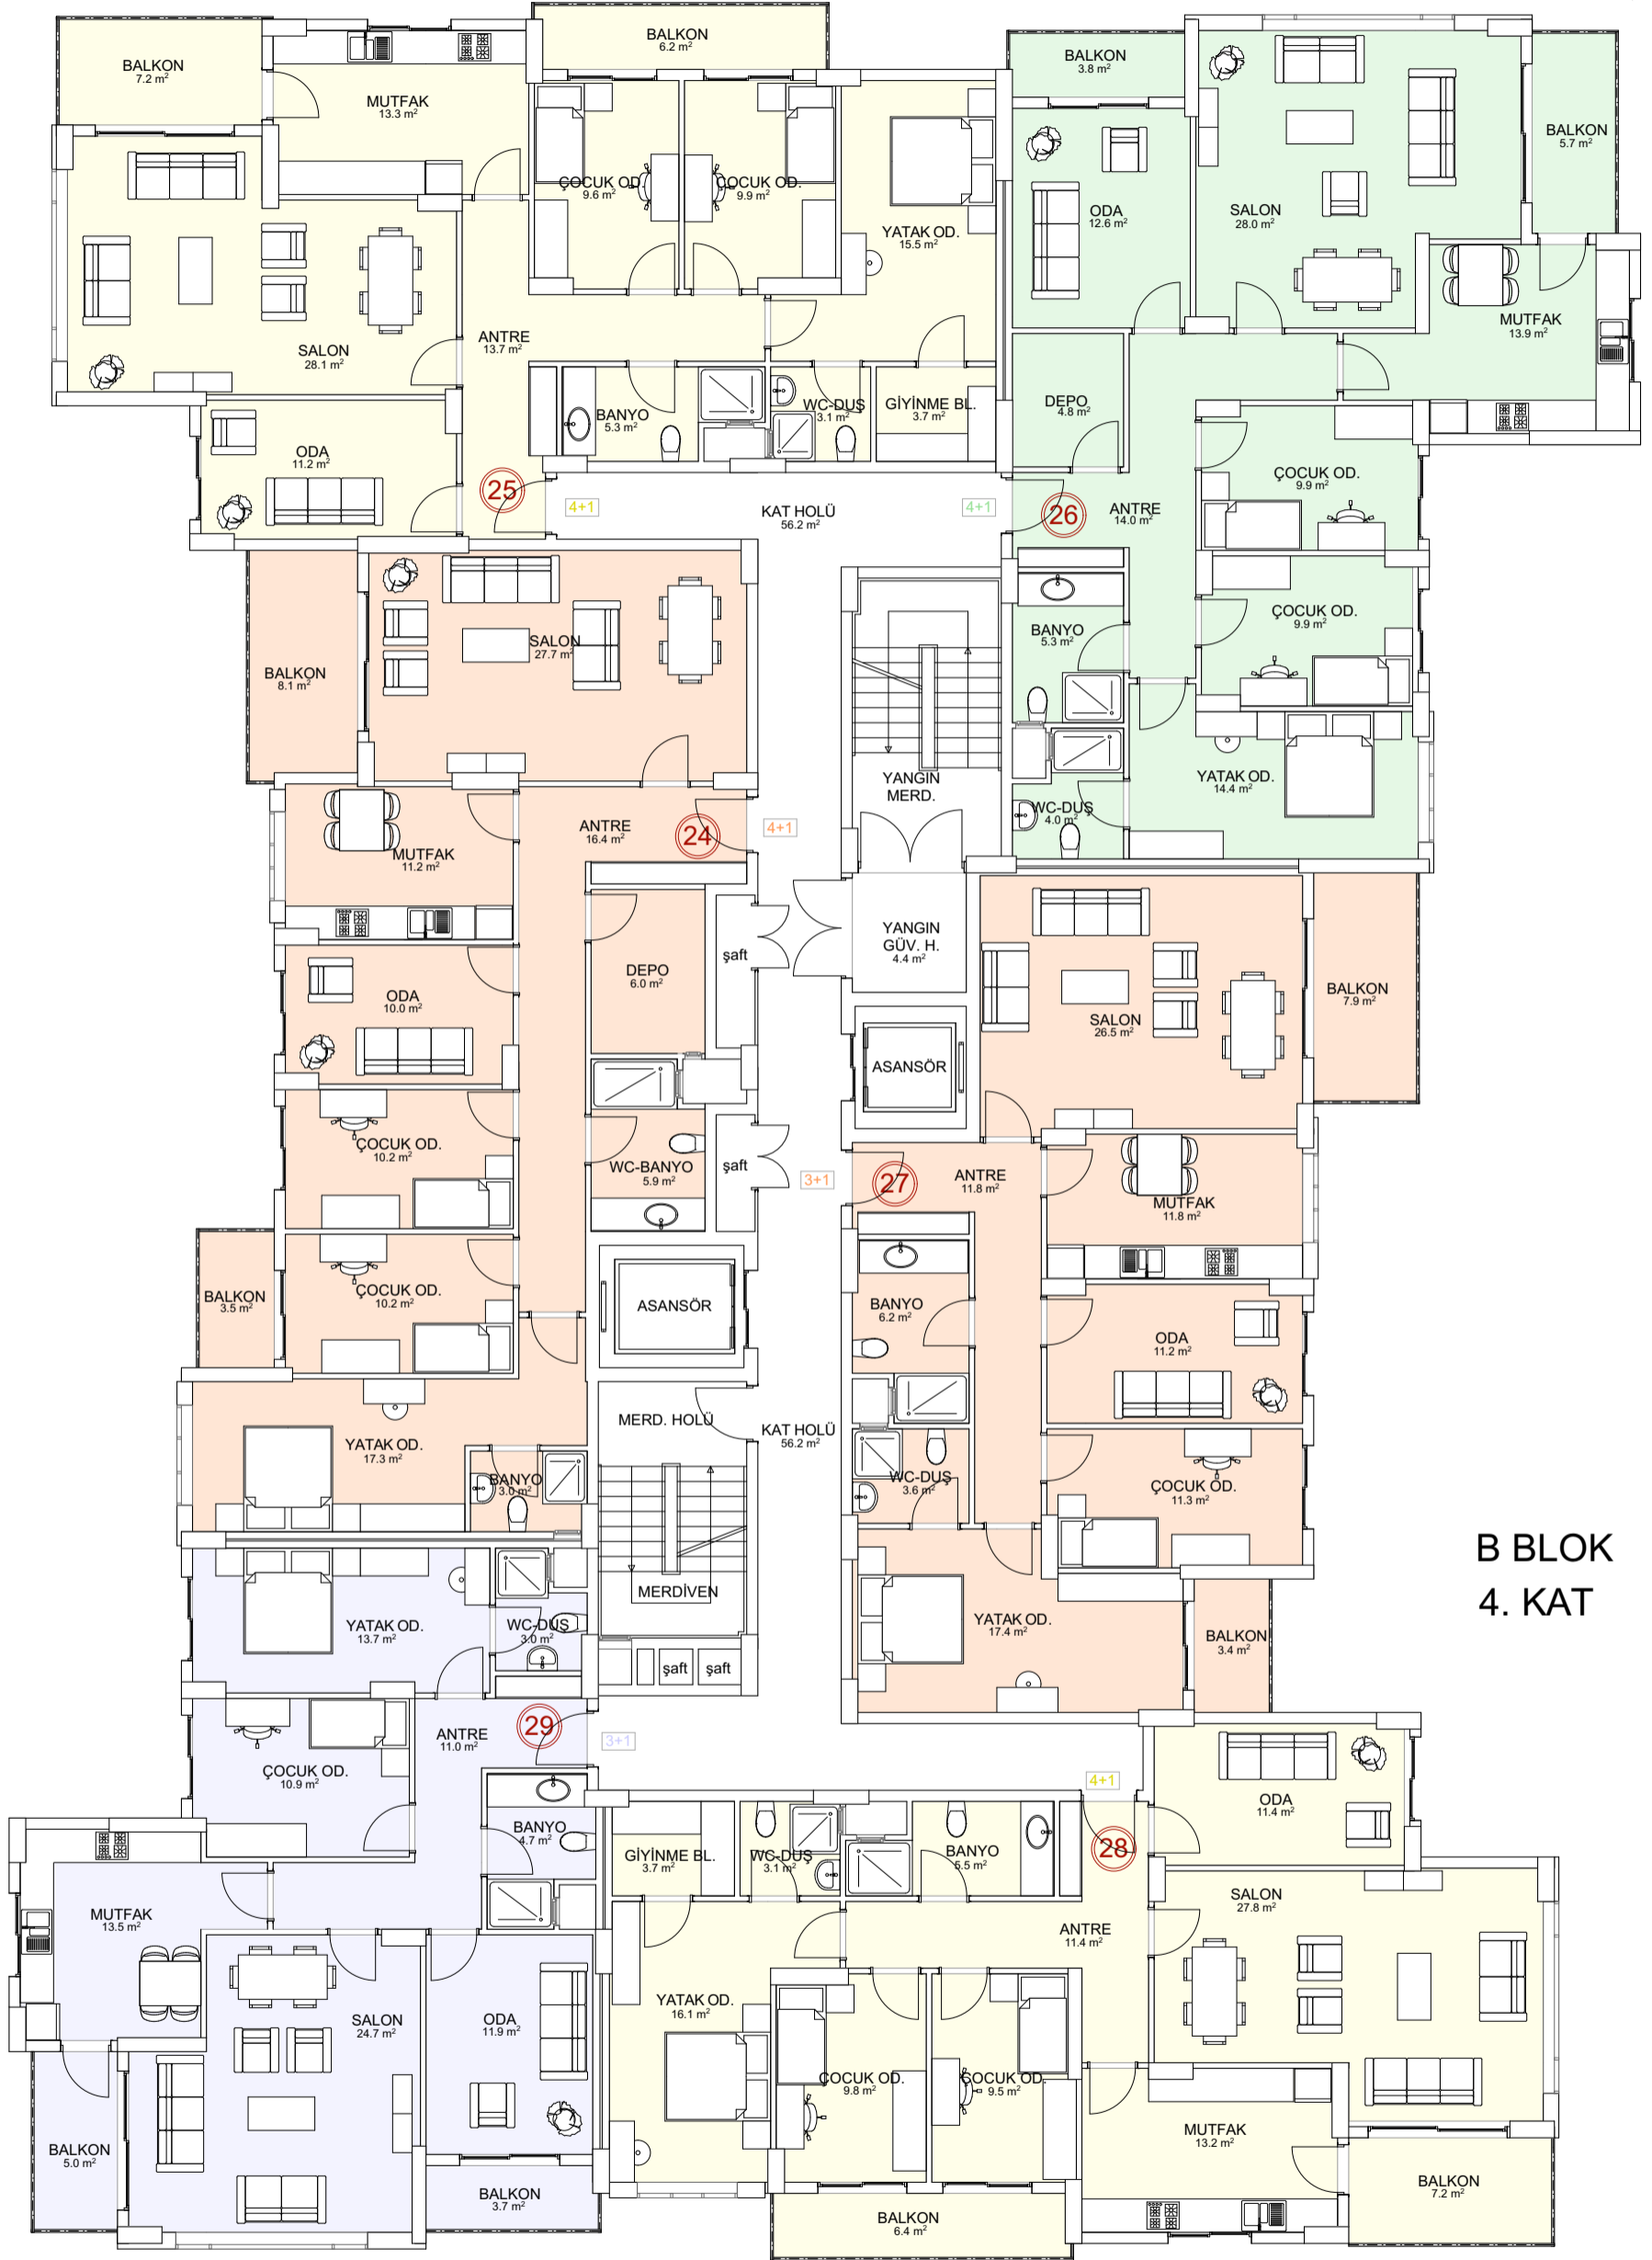 BALKON
7.2 m²
MUTFAK
13.3 m²
BALKON
6.2 m²
ÇOCUK OD.
9.6 m²
ÇOCUK OD.
9.9 m²
YATAK OD.
15.5 m²
SALON
28.1 m²
ANTRE
13.7 m²
BANYO
5.3 m²
WC-DUŞ
3.1 m²
GİYİNME BL.
3.7 m²
ODA
11.2 m²
25
4+1
KAT HOLÜ
56.2 m²
BALKON
3.8 m²
ODA
12.6 m²
SALON
28.0 m²
BALKON
5.7 m²
MUTFAK
13.9 m²
DEPO
4.8 m²
4+1
26
ANTRE
14.0 m²
ÇOCUK OD.
9.9 m²
ÇOCUK OD.
9.9 m²
BANYO
5.3 m²
YATAK OD.
14.4 m²
WC-DUŞ
4.0 m²
BALKON
8.1 m²
SALON
27.7 m²
YANGIN
MERD.
ANTRE
16.4 m²
24
4+1
MUTFAK
11.2 m²
ODA
10.0 m²
DEPO
6.0 m²
şaft
YANGIN
GÜV. H.
4.4 m²
ASANSÖR
SALON
26.5 m²
BALKON
7.9 m²
ÇOCUK OD.
10.2 m²
WC-BANYO
5.9 m²
şaft
3+1
27
ANTRE
11.8 m²
MUTFAK
11.8 m²
BALKON
3.5 m²
ÇOCUK OD.
10.2 m²
ASANSÖR
BANYO
6.2 m²
ODA
11.2 m²
YATAK OD.
17.3 m²
BANYO
3.0 m²
MERD. HOLÜ
KAT HOLÜ
56.2 m²
WC-DUŞ
3.6 m²
ÇOCUK OD.
11.3 m²
B BLOK
4. KAT
MERDİVEN
YATAK OD.
17.4 m²
BALKON
3.4 m²
YATAK OD.
13.7 m²
WC-DUŞ
3.0 m²
şaft
şaft
ANTRE
11.0 m²
29
3+1
ÇOCUK OD.
10.9 m²
BANYO
4.7 m²
MUTFAK
13.5 m²
SALON
24.7 m²
ODA
11.9 m²
BALKON
5.0 m²
BALKON
3.7 m²
4+1
28
ODA
11.4 m²
GİYİNME BL.
3.7 m²
WC-DUŞ
3.1 m²
BANYO
5.5 m²
SALON
27.8 m²
ANTRE
11.4 m²
YATAK OD.
16.1 m²
ÇOCUK OD.
9.8 m²
ÇOCUK OD.
9.5 m²
MUTFAK
13.2 m²
BALKON
7.2 m²
BALKON
6.4 m²